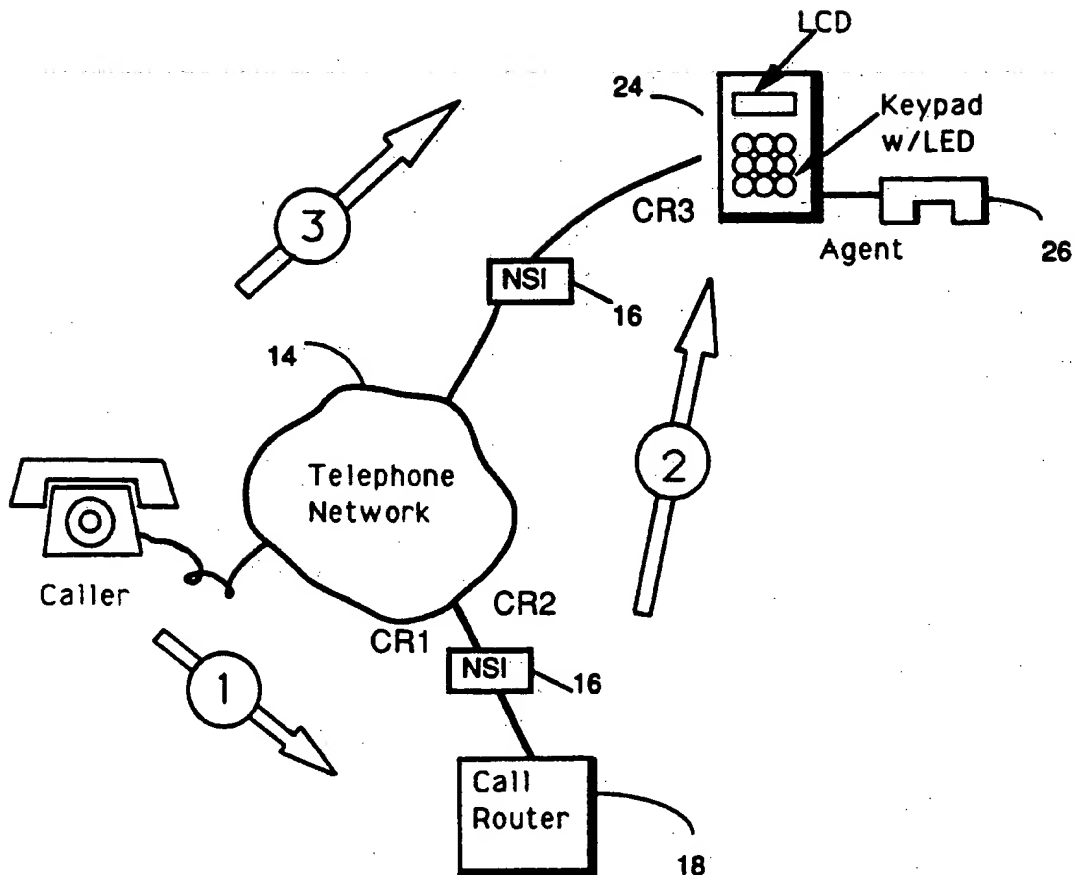 LCD
24
Keypad
w/LED
3
CR3
Agent
26
NSI
16
14
Telephone
Network
2
Caller
CR2
CR1
NSI
16
1
Call
Router
18